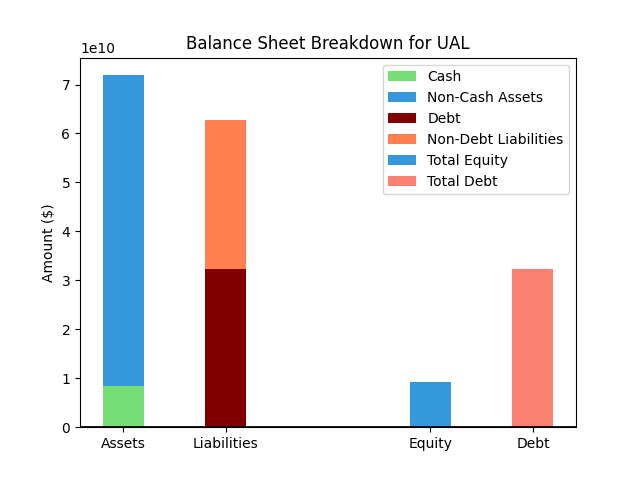 Balance Sheet Breakdown for UAL
1e10
7
6
5
4
3
2
1
0
Amount ($)
Cash
Non-Cash Assets
Debt
Non-Debt Liabilities
Total Equity
Total Debt
Assets
Liabilities
Equity
Debt